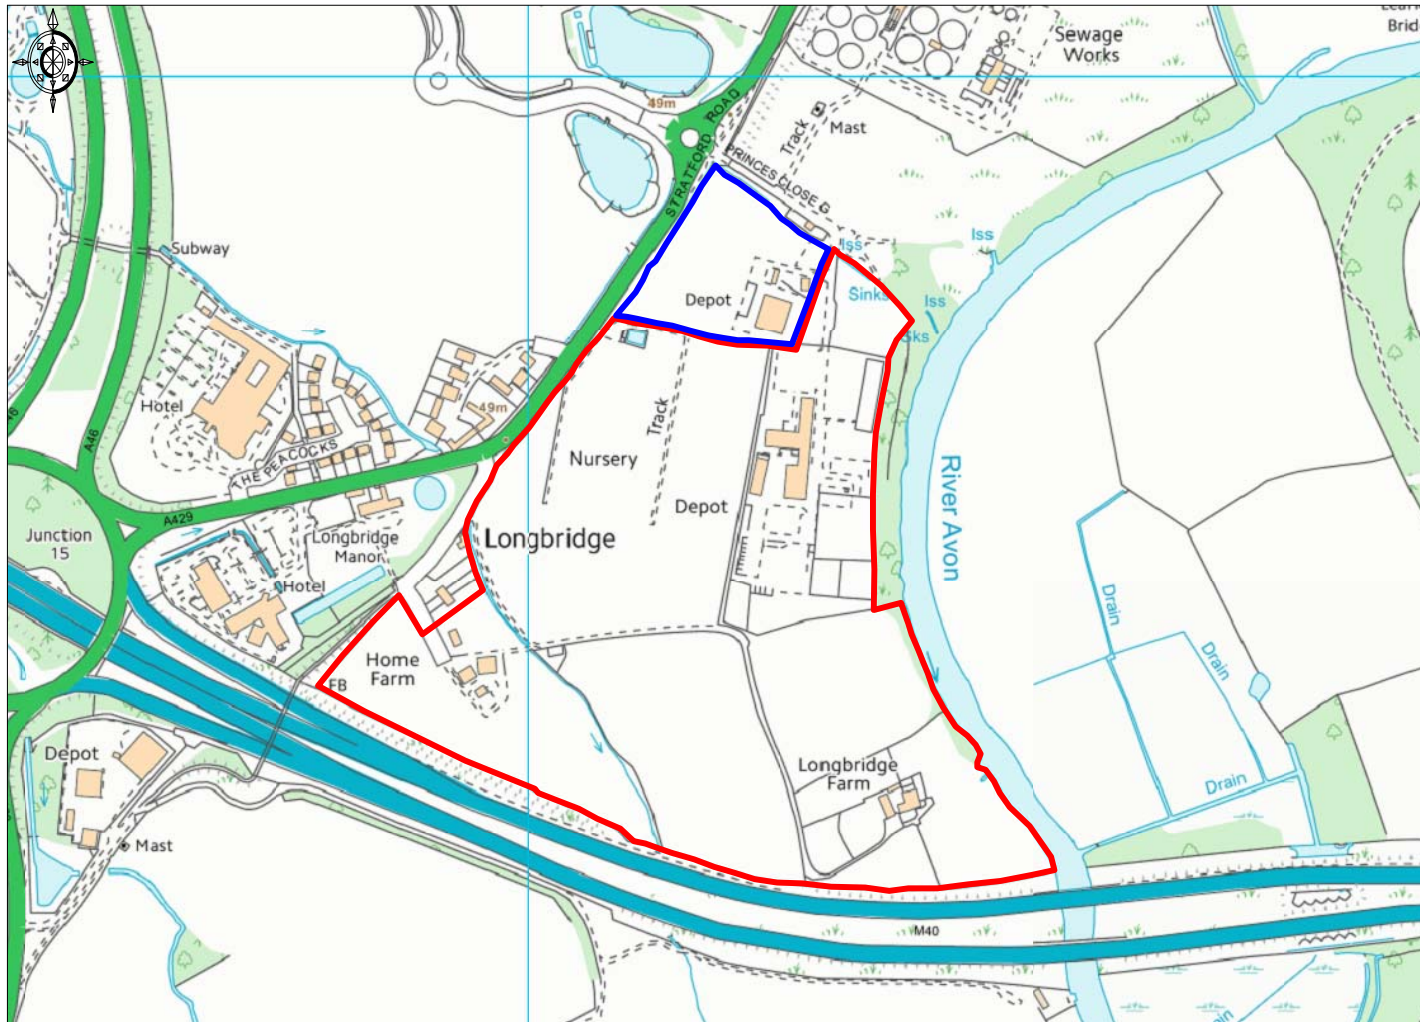 Sewage
Works
Brid
49m
STRATFORD ROAD
Track
Mast
PRINCES CLOSE G
Subway
Iss
Iss
Sinks
Iss
Sks
Depot
Hotel
49m
Track
A46
THE PEACOCKS
Nursery
River Avon
A429
Depot
Junction
15
Longbridge
Manor
Longbridge
Hotel
Drain
Home
Farm
FB
Drain
Depot
Longbridge
Farm
Drain
Mast
M40
Drain